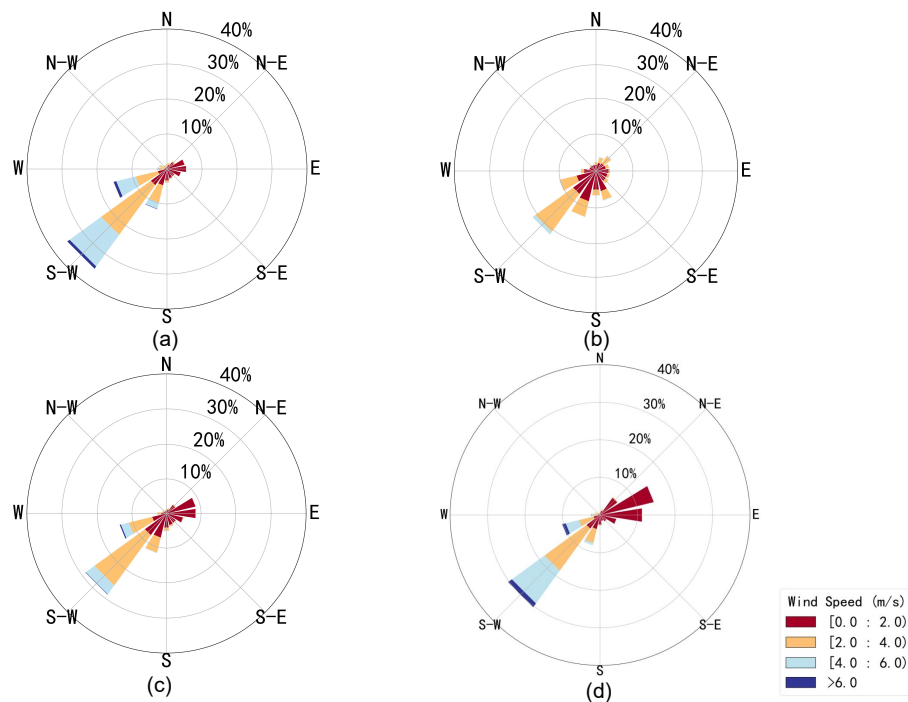 N
40%
N-W
30%
N-E
20%
10%
W
E
S-W
S-E
S
(a)
N
40%
N-W
30%
N-E
20%
10%
W
E
S-W
S-E
S
(b)
N
40%
N-W
30%
N-E
20%
10%
W
E
S-W
S-E
S
(c)
N
40%
N-W
30%
N-E
20%
10%
W
E
S-W
S-E
S
(d)
Wind Speed (m/s)
[0.0 : 2.0)
[2.0 : 4.0)
[4.0 : 6.0)
>6.0